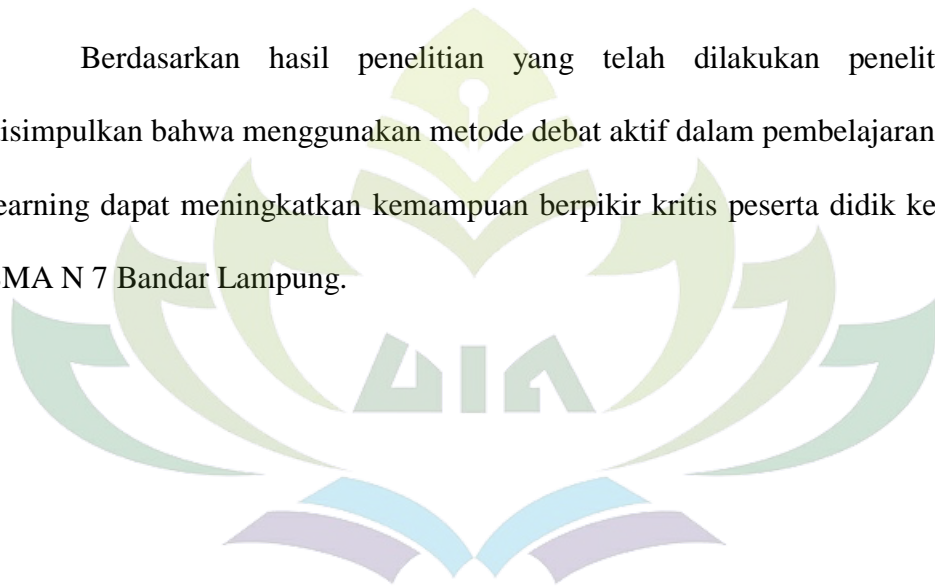 Berdasarkan hasil penelitian yang telah dilakukan penelit
isimpulkan bahwa menggunakan metode debat aktif dalam pembelajaran
earning dapat meningkatkan kemampuan berpikir kritis peserta didik ke
MA N 7 Bandar Lampung.
UIN